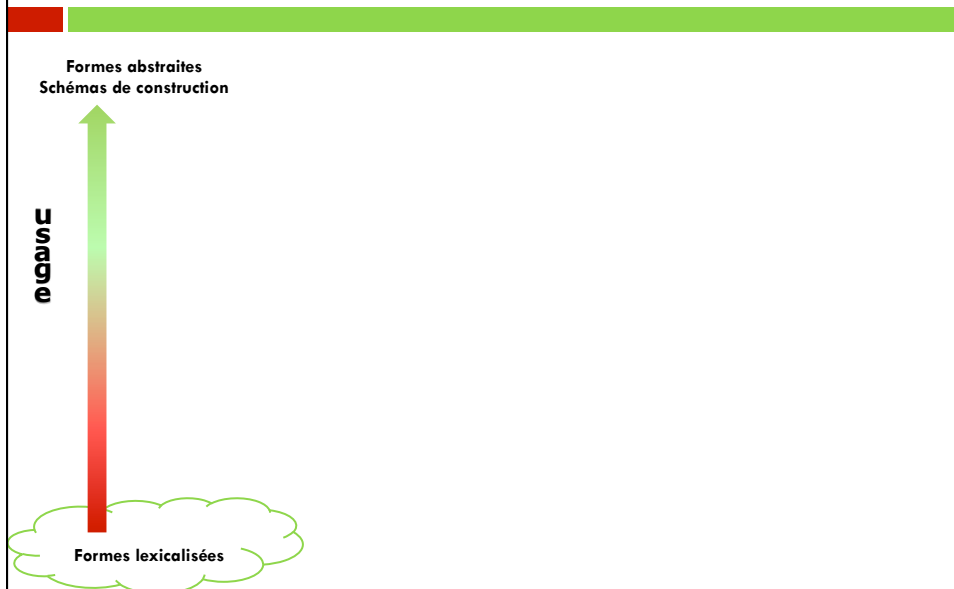 Formes abstraites
Schémas de construction
usage
Formes lexicalisées